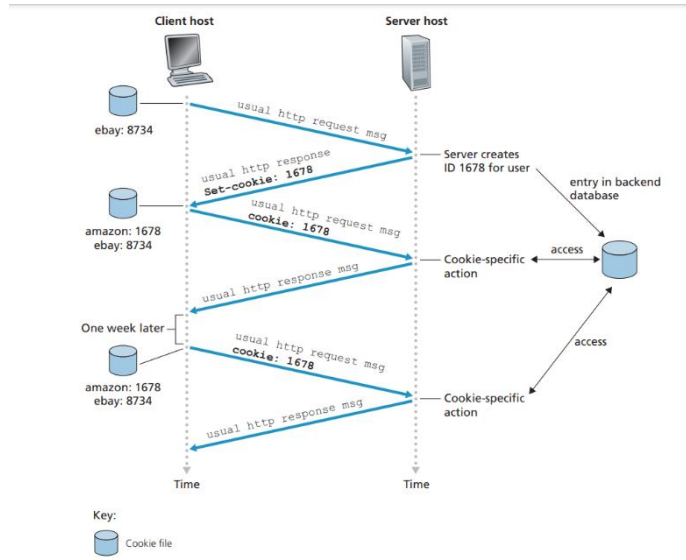 Client host
Server host
ebay: 8734
usual http request msg
Server creates
ID 1678 for user
usual http response
Set-cookie: 1678
entry in backend
database
amazon: 1678
ebay: 8734
usual http request msg
cookie: 1678
access
Cookie-specific
action
usual http response msg
One week later
access
usual http request msg
cookie: 1678
amazon: 1678
ebay: 8734
Cookie-specific
action
usual http response msg
Time
Time
Key:
Cookie file